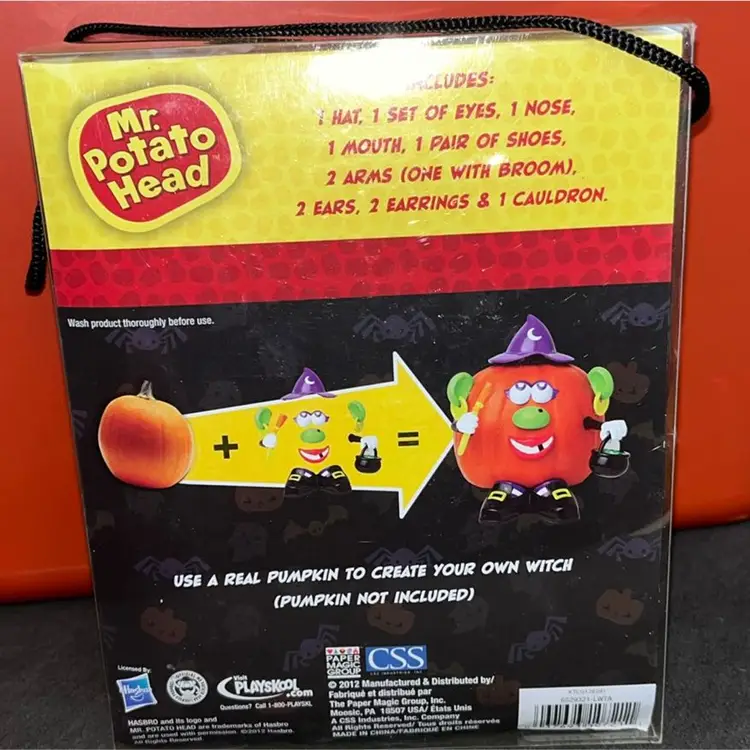 Mr.
Potato
Head
INCLUDES:
1 HAT, 1 SET OF EYES, 1 NOSE,
1 MOUTH, 1 PAIR OF SHOES,
2 ARMS (ONE WITH BROOM),
2 EARS, 2 EARRINGS & 1 CAULDRON.
Wash product thoroughly before use.
+
=
USE A REAL PUMPKIN TO CREATE YOUR OWN WITCH
(PUMPKIN NOT INCLUDED)
Licensed By:
Hasbro
Visit
PLAYSKOOL.com
Questions? Call 1-800-PLAYSKL
HASBRO and its logo and
MR. POTATO HEAD are trademarks of Hasbro
and are used with permission. ©2012 Hasbro.
All Rights Reserved.
PAPER
MAGIC
GROUP
CSS
CSS INDUSTRIES INC.
© 2012 Manufactured & Distributed by/
Fabriqué et distribué par
The Paper Magic Group, Inc.
Moosic, PA 18507 USA/ États Unis
A CSS Industries, Inc. Company
All Rights Reserved/ Tous droits réservés
MADE IN CHINA/FABRIQUÉ EN CHINE